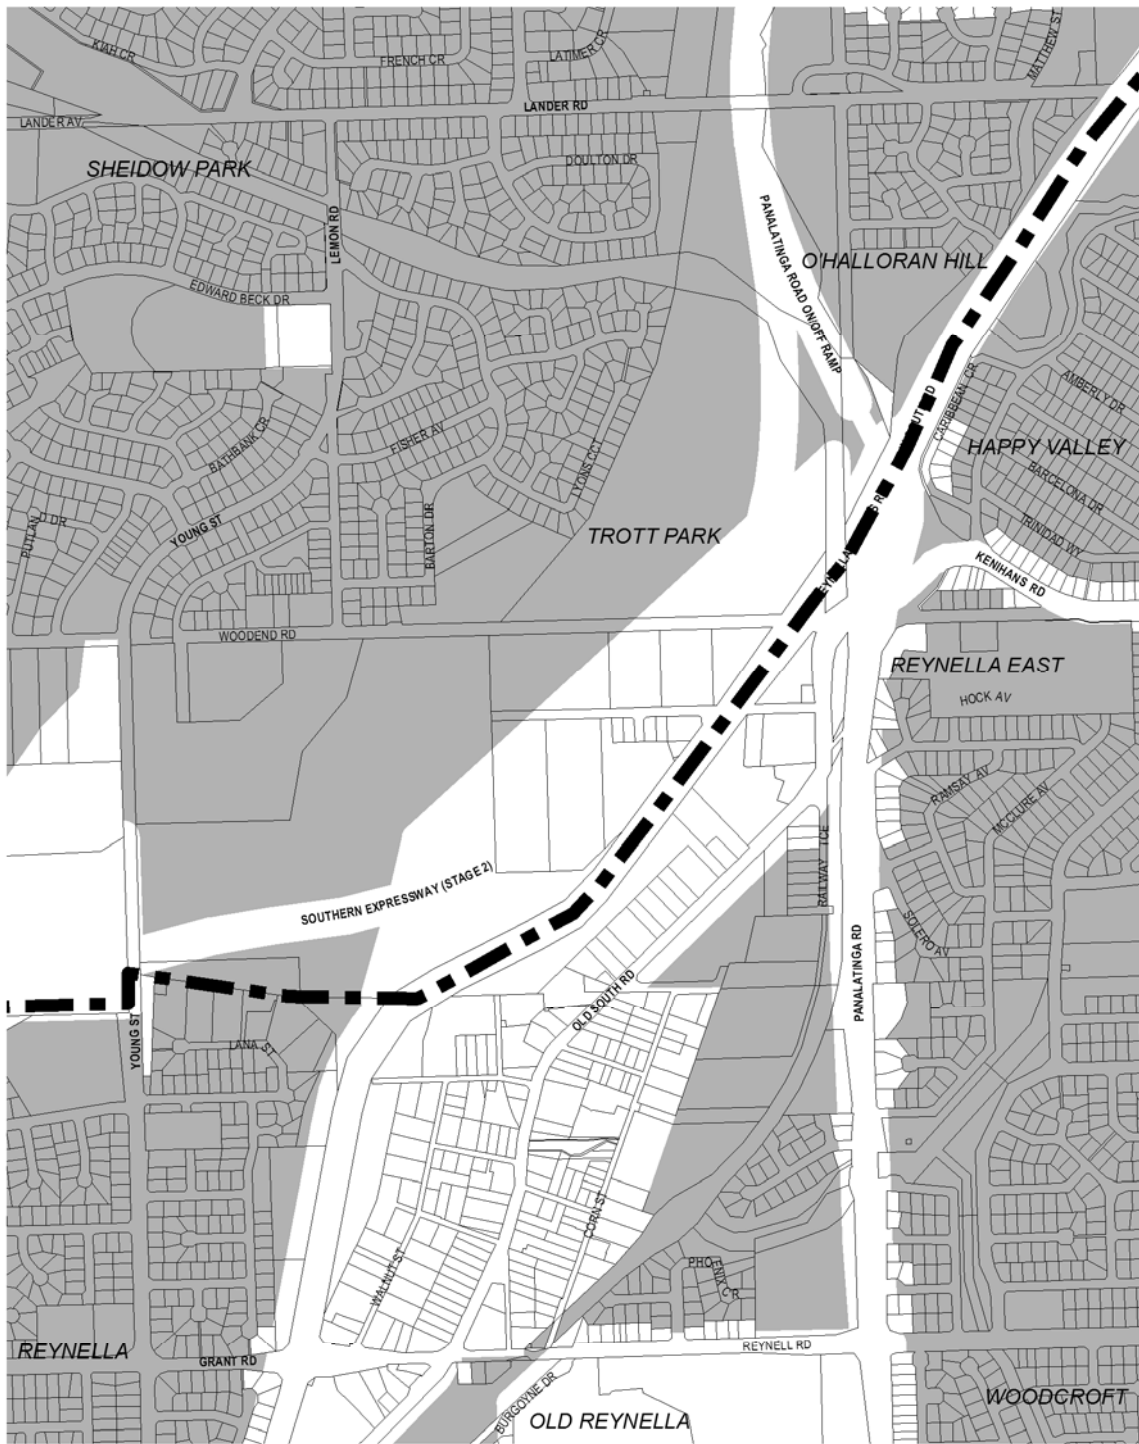 KIAH CR
FRENCH CR
LATIMER CR
MATTHEW ST
LANDER RD
LANDER AV
SHEIDOW PARK
DOULTON DR
LEMON RD
PANALATINGA ROAD ON/OFF RAMP
O'HALLORAN HILL
EDWARD BECK DR
AMBERLY DR
CARIBBEAN CR
BATHBANK CR
FISHER AV
HAPPY VALLEY
LYONS CCT
BARCELONA DR
PUTLAND DR
YOUNG ST
BARTON DR
TROTT PARK
TRINIDAD WY
KENIHANS RD
WOODEND RD
REYNELLA EAST
HOCK AV
RAMSAY AV
MCCLURE AV
RAILWAY TCE
SOUTHERN EXPRESSWAY (STAGE 2)
SOLERO AV
PANALATINGA RD
OLD SOUTH RD
YOUNG ST
LANA ST
CORN ST
WALNUT ST
PHOENIX CR
REYNELLA
GRANT RD
REYNELL RD
BURGOYNE DR
OLD REYNELLA
WOODCROFT